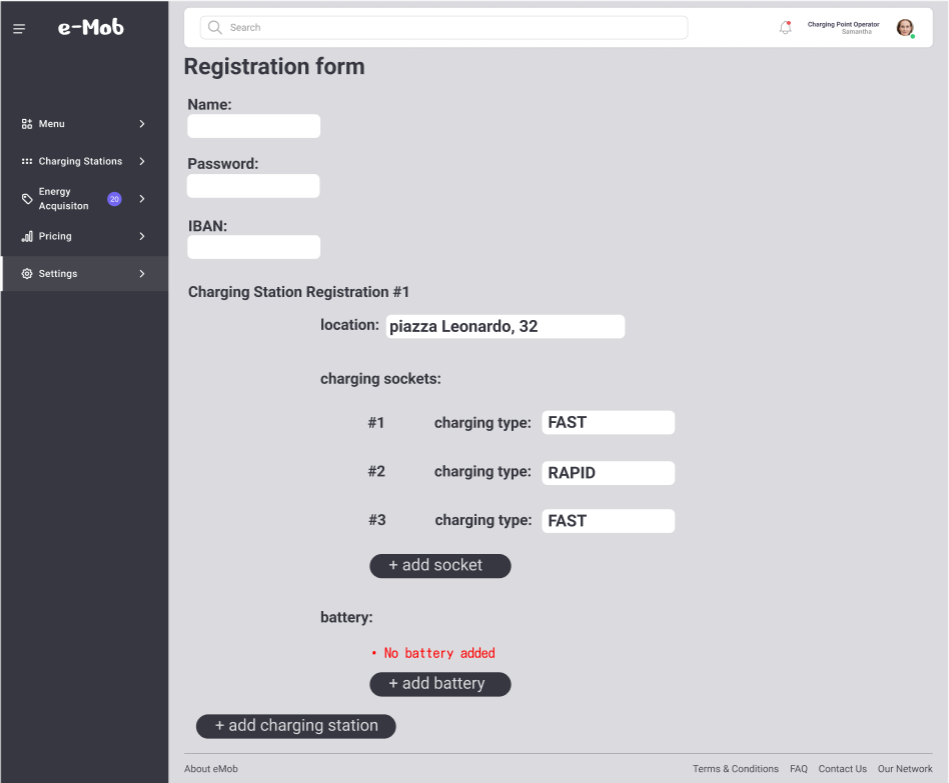 e-Mob
Search
Charging Point Operator
Samantha
Menu
Charging Stations
Energy
Acquisiton
20
Pricing
Settings
Registration form
Name:
Password:
IBAN:
Charging Station Registration #1
location: piazza Leonardo, 32
charging sockets:
#1 charging type: FAST
#2 charging type: RAPID
#3 charging type: FAST
+ add socket
battery:
• No battery added
+ add battery
+ add charging station
About eMob
Terms & Conditions FAQ Contact Us Our Network